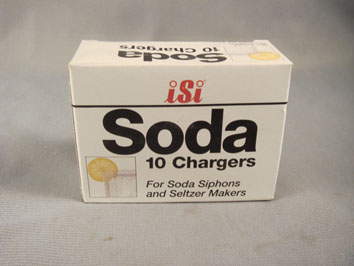 Soda
10 Chargers
iSi
Soda
10 Chargers
For Soda Siphons
and Seltzer Makers